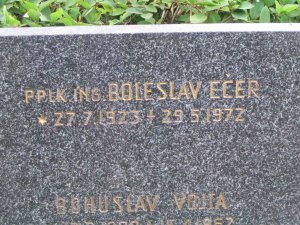 PPLK. ING. BOLESLAV EČER
* 27.7.1923 + 29.5.1972
BOHUSLAV VOJTA